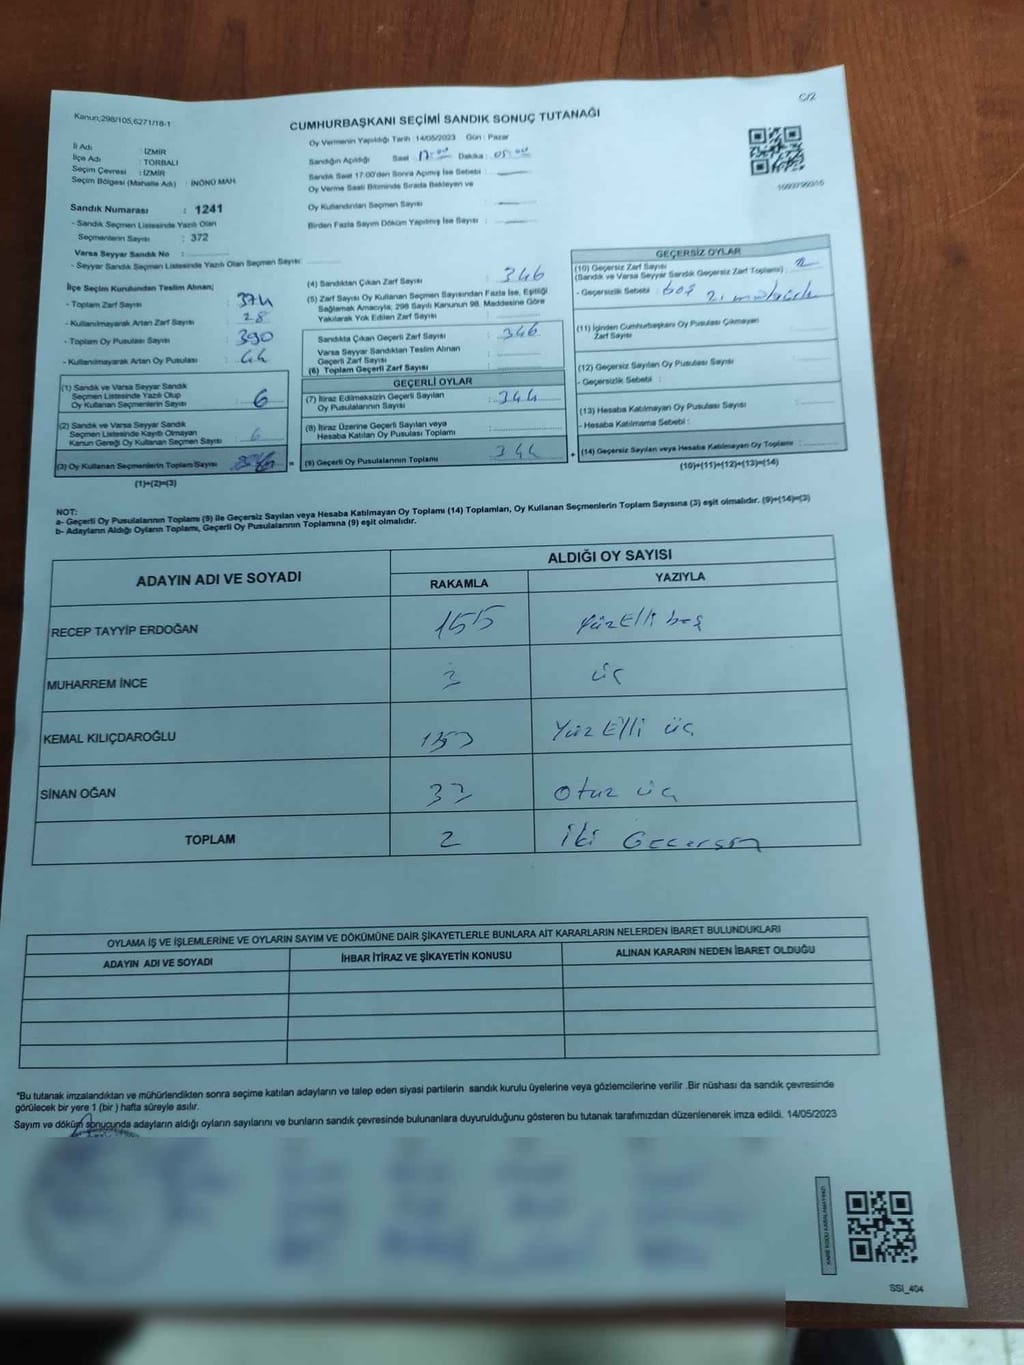 C/2
Kanun;298/105,6271/18-1
CUMHURBAŞKANI SEÇİMİ SANDIK SONUÇ TUTANAĞI
İl Adı : İZMİR
İlçe Adı : TORBALI
Seçim Çevresi : İZMİR
Seçim Bölgesi (Mahalle Adı) : İNÖNÜ MAH.
Sandık Numarası : 1241
- Sandık Seçmen Listesinde Yazılı Olan
Seçmenlerin Sayısı : 372
Varsa Seyyar Sandık No :
- Seyyar Sandık Seçmen Listesinde Yazılı Olan Seçmen Sayısı:
Oy Vermenin Yapıldığı Tarih : 14/05/2023 Gün : Pazar
Sandığın Açıldığı Saat : 17:00 Dakika : 05:00
Sandık Saat 17:00'den Sonra Açımış İse Sebebi :
Oy Verme Saati Bitiminde Sırada Bekleyen ve
Oy Kullandırılan Seçmen Sayısı :
Birden Fazla Sayım Döküm Yapılmış İse Sayısı :
İlçe Seçim Kurulundan Teslim Alınan;
- Toplam Zarf Sayısı : 374
- Kullanılmayarak Artan Zarf Sayısı : 28
- Toplam Oy Pusulası Sayısı : 390
- Kullanılmayarak Artan Oy Pusulası : 44
(1) Sandık ve Varsa Seyyar Sandık
Seçmen Listesinde Yazılı Olup
Oy Kullanan Seçmenlerin Sayısı : 6
(2) Sandık ve Varsa Seyyar Sandık
Seçmen Listesinde Kayıtlı Olmayan
Kanun Gereği Oy Kullanan Seçmen Sayısı : 6
(3) Oy Kullanan Seçmenlerin Toplam Sayısı
(1)+(2)=(3)
(4) Sandıktan Çıkan Zarf Sayısı : 346
(5) Zarf Sayısı Oy Kullanan Seçmen Sayısından Fazla İse, Eşitliği
Sağlamak Amacıyla; 298 Sayılı Kanunun 98. Maddesine Göre
Yakılarak Yok Edilen Zarf Sayısı :
Sandıkta Çıkan Geçerli Zarf Sayısı : 346
Varsa Seyyar Sandıktan Teslim Alınan
Geçerli Zarf Sayısı :
(6) Toplam Geçerli Zarf Sayısı :
GEÇERLİ OYLAR
(7) İtiraz Edilmeksizin Geçerli Sayılan
Oy Pusulalarının Sayısı : 344
(8) İtiraz Üzerine Geçerli Sayılan veya
Hesaba Katılan Oy Pusulası Toplamı :
= (9) Geçerli Oy Pusulalarının Toplamı : 344
GEÇERSİZ OYLAR
(10) Geçersiz Zarf Sayısı
(Sandık ve Varsa Seyyar Sandık Geçersiz Zarf Toplamı) : 2
- Geçersizlik Sebebi : boş
(11) İçinden Cumhurbaşkanı Oy Pusulası Çıkmayan
Zarf Sayısı :
(12) Geçersiz Sayılan Oy Pusulası Sayısı :
- Geçersizlik Sebebi :
(13) Hesaba Katılmayan Oy Pusulası Sayısı :
- Hesaba Katılmama Sebebi :
+ (14) Geçersiz Sayılan veya Hesaba Katılmayan Oy Toplamı :
(10)+(11)+(12)+(13)=(14)
NOT:
a- Geçerli Oy Pusulalarının Toplamı (9) ile Geçersiz Sayılan veya Hesaba Katılmayan Oy Toplamı (14) Toplamları, Oy Kullanan Seçmenlerin Toplam Sayısına (3) eşit olmalıdır. (9)+(14)=(3)
b- Adayların Aldığı Oyların Toplamı, Geçerli Oy Pusulalarının Toplamına (9) eşit olmalıdır.
ADAYIN ADI VE SOYADI
ALDIĞI OY SAYISI
RAKAMLA YAZIYLA
RECEP TAYYİP ERDOĞAN 155 yüzElli beş
MUHARREM İNCE 3 üç
KEMAL KILIÇDAROĞLU 153 Yüz Elli üç
SİNAN OĞAN 33 Otuz üç
TOPLAM 2 İki Geçersiz
OYLAMA İŞ VE İŞLEMLERİNE VE OYLARIN SAYIM VE DÖKÜMÜNE DAİR ŞİKAYETLERLE BUNLARA AİT KARARLARIN NELERDEN İBARET BULUNDUKLARI
ADAYIN ADI VE SOYADI İHBAR İTİRAZ VE ŞİKAYETİN KONUSU ALINAN KARARIN NEDEN İBARET OLDUĞU
*Bu tutanak imzalandıktan ve mühürlendikten sonra seçime katılan adayların ve talep eden siyasi partilerin sandık kurulu üyelerine veya gözlemcilerine verilir .Bir nüshası da sandık çevresinde
görülecek bir yere 1 (bir ) hafta süreyle asılır.
Sayım ve döküm sonucunda adayların aldığı oyların sayılarını ve bunların sandık çevresinde bulunanlara duyurulduğunu gösteren bu tutanak tarafımızdan düzenlenerek imza edildi. 14/05/2023
SSI_404